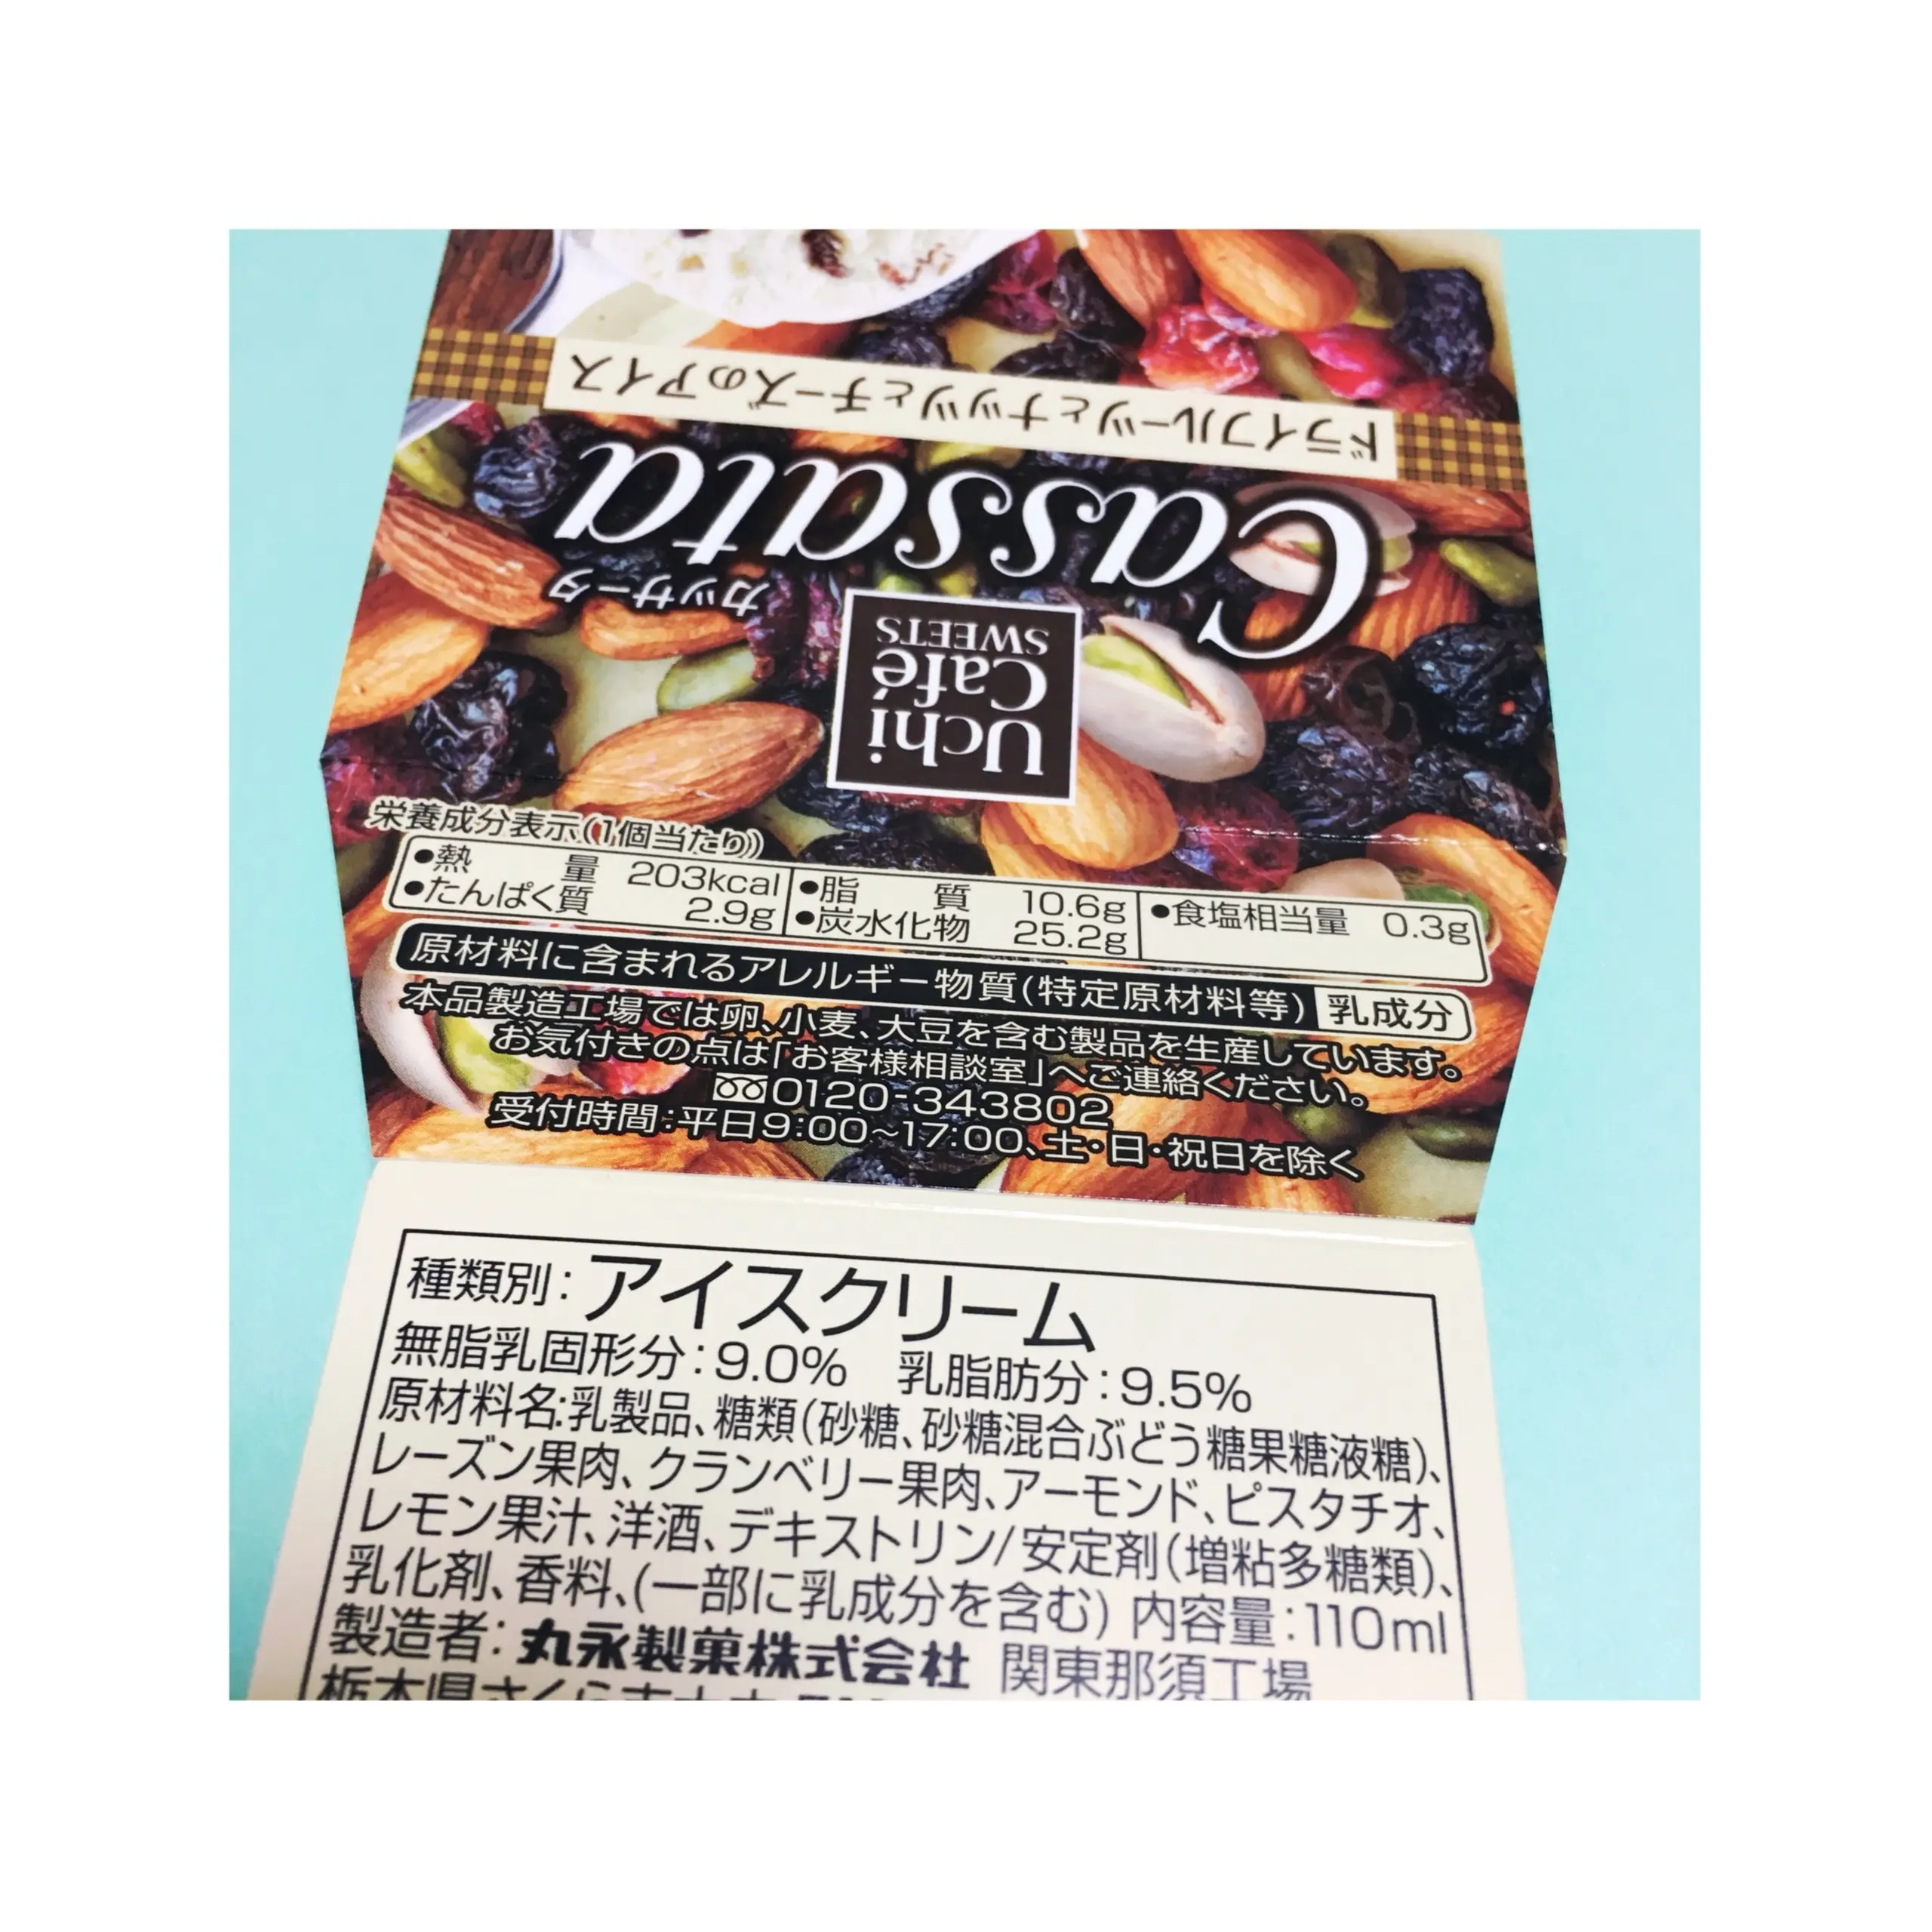 ドライフルーツとナッツとチーズのアイス
Cassata
カッサータ
Uchi
Café
SWEETS
栄養成分表示(1個当たり)
●熱量 203kcal ●脂質 10.6g ●食塩相当量 0.3g
●たんぱく質 2.9g ●炭水化物 25.2g
原材料に含まれるアレルギー物質(特定原材料等) 乳成分
本品製造工場では卵、小麦、大豆を含む製品を生産しています。
お気付きの点は「お客様相談室」へご連絡ください。
0120-343802
受付時間:平日9:00~17:00、土・日・祝日を除く
種類別:アイスクリーム
無脂乳固形分:9.0% 乳脂肪分:9.5%
原材料名:乳製品、糖類(砂糖、砂糖混合ぶどう糖果糖液糖)、
レーズン果肉、クランベリー果肉、アーモンド、ピスタチオ、
レモン果汁、洋酒、デキストリン/安定剤(増粘多糖類)、
乳化剤、香料、(一部に乳成分を含む) 内容量:110ml
製造者:丸永製菓株式会社 関東那須工場
栃木県さくら市